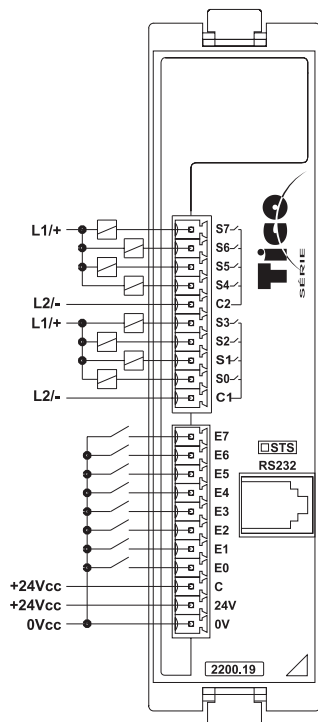 Tico
SÉRIE
L1/+ S7
S6
S5
S4
L2/- C2
L1/+ S3
S2
S1
S0
L2/- C1
E7
E6
E5
E4
E3
E2
E1
E0
+24Vcc C
+24Vcc 24V
0Vcc 0V
STS
RS232
2200.19